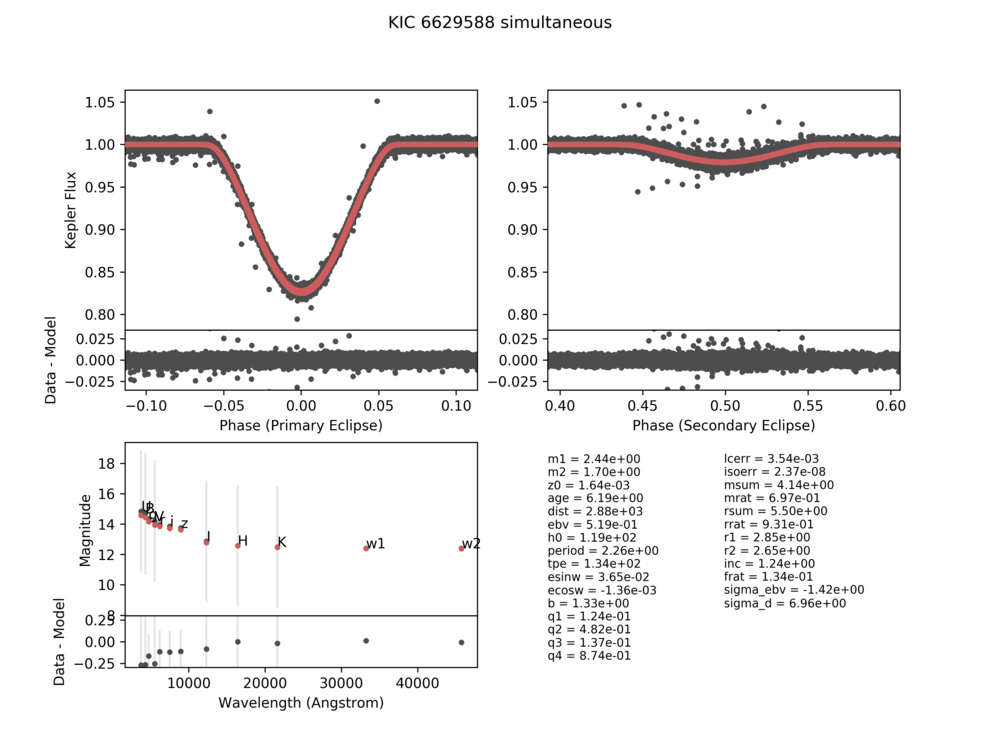 KIC 6629588 simultaneous
1.05
1.00
0.95
0.90
0.85
0.80
Kepler Flux
0.025
0.000
−0.025
Data - Model
−0.10 −0.05 0.00 0.05 0.10
Phase (Primary Eclipse)
1.05
1.00
0.95
0.90
0.85
0.80
0.025
0.000
−0.025
0.40 0.45 0.50 0.55 0.60
Phase (Secondary Eclipse)
18
16
14
12
10
8
Magnitude
U B g V r i z J H K w1 w2
0.25
0.00
−0.25
Data - Model
10000 20000 30000 40000
Wavelength (Angstrom)
m1 = 2.44e+00
m2 = 1.70e+00
z0 = 1.64e-03
age = 6.19e+00
dist = 2.88e+03
ebv = 5.19e-01
h0 = 1.19e+02
period = 2.26e+00
tpe = 1.34e+02
esinw = 3.65e-02
ecosw = -1.36e-03
b = 1.33e+00
q1 = 1.24e-01
q2 = 4.82e-01
q3 = 1.37e-01
q4 = 8.74e-01
lcerr = 3.54e-03
isoerr = 2.37e-08
msum = 4.14e+00
mrat = 6.97e-01
rsum = 5.50e+00
rrat = 9.31e-01
r1 = 2.85e+00
r2 = 2.65e+00
inc = 1.24e+00
frat = 1.34e-01
sigma_ebv = -1.42e+00
sigma_d = 6.96e+00